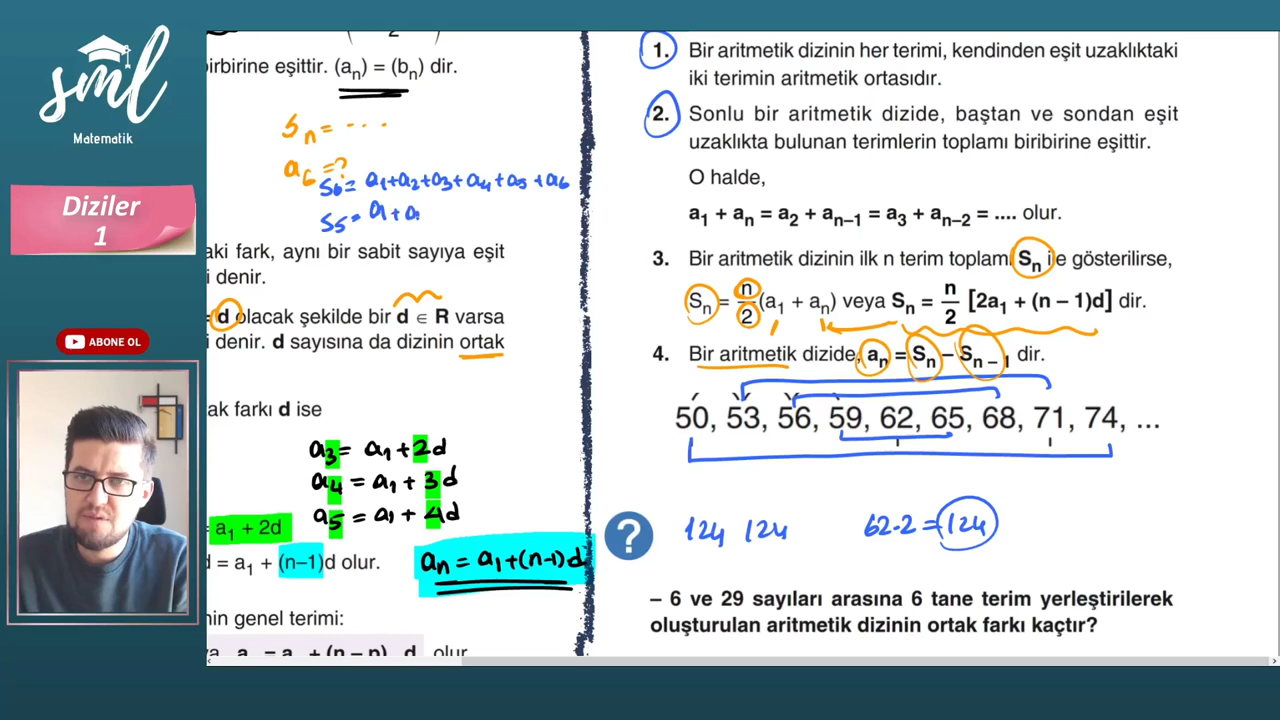 sml
Matematik
Diziler
1
ABONE OL
2
birbirine eşittir. (an) = (bn) dir.
Sn = ...
a6 = ?
S6 = a1+a2+a3+a4+a5+a6
S5 = a1+a
aki fark, aynı bir sabit sayıya eşit
i denir.
= d olacak şekilde bir d ∈ R varsa
denir. d sayısına da dizinin ortak
ak farkı d ise
a3 = a1+2d
a4 = a1+3d
a5 = a1+4d
= a1 + 2d
d = a1 + (n–1)d olur.
an = a1+(n-1)d
nin genel terimi:
a = a + (n – p) d olur
1. Bir aritmetik dizinin her terimi, kendinden eşit uzaklıktaki
iki terimin aritmetik ortasıdır.
2. Sonlu bir aritmetik dizide, baştan ve sondan eşit
uzaklıkta bulunan terimlerin toplamı biribirine eşittir.
O halde,
a1 + an = a2 + an–1 = a3 + an–2 = .... olur.
3. Bir aritmetik dizinin ilk n terim toplamı Sn ile gösterilirse,
Sn = n/2 (a1 + an) veya Sn = n/2 [2a1 + (n – 1)d] dir.
4. Bir aritmetik dizide, an = Sn – Sn – 1 dir.
50, 53, 56, 59, 62, 65, 68, 71, 74, ...
124 124 62·2=124
?
– 6 ve 29 sayıları arasına 6 tane terim yerleştirilerek
oluşturulan aritmetik dizinin ortak farkı kaçtır?